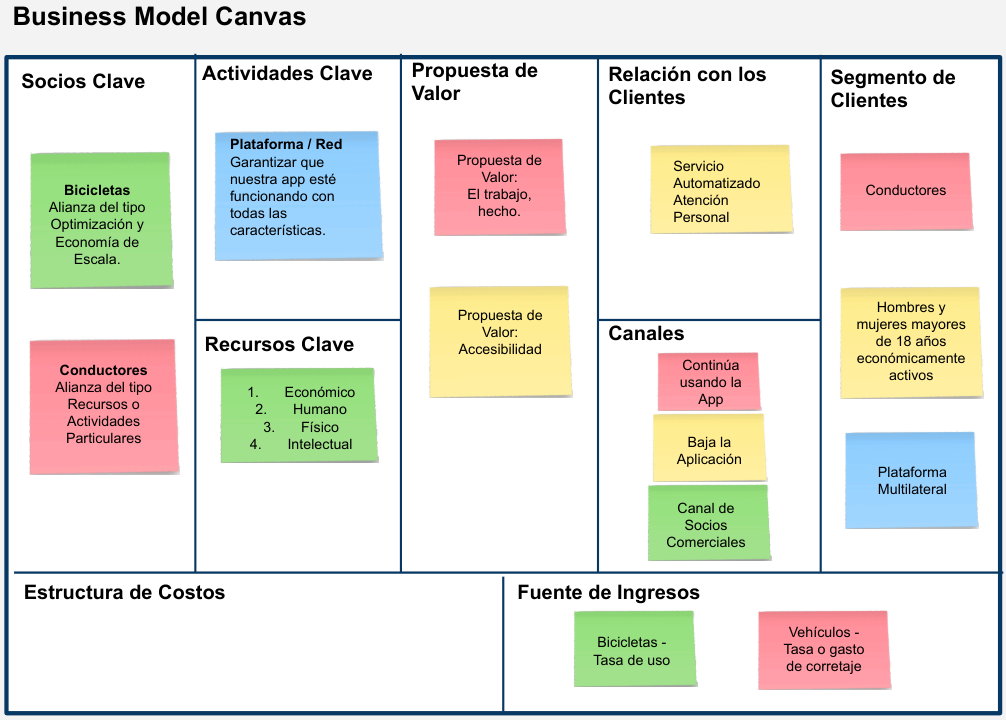 Business Model Canvas
Socios Clave
Bicicletas
Alianza del tipo
Optimización y
Economía de
Escala.
Conductores
Alianza del tipo
Recursos o
Actividades
Particulares
Actividades Clave
Plataforma / Red
Garantizar que
nuestra app esté
funcionando con
todas las
características.
Recursos Clave
1. Económico
2. Humano
3. Físico
4. Intelectual
Propuesta de
Valor
Propuesta de
Valor:
El trabajo,
hecho.
Propuesta de
Valor:
Accesibilidad
Relación con los
Clientes
Servicio
Automatizado
Atención
Personal
Canales
Continúa
usando la
App
Baja la
Aplicación
Canal de
Socios
Comerciales
Segmento de
Clientes
Conductores
Hombres y
mujeres mayores
de 18 años
económicamente
activos
Plataforma
Multilateral
Estructura de Costos
Fuente de Ingresos
Bicicletas -
Tasa de uso
Vehículos -
Tasa o gasto
de corretaje